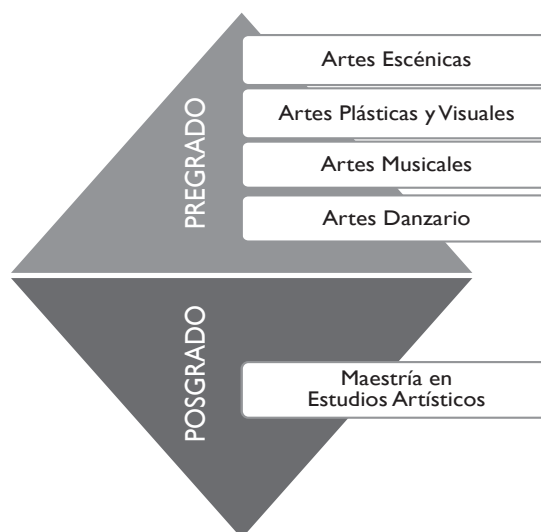 PREGRADO
Artes Escénicas
Artes Plásticas y Visuales
Artes Musicales
Artes Danzario
POSGRADO
Maestría en
Estudios Artísticos